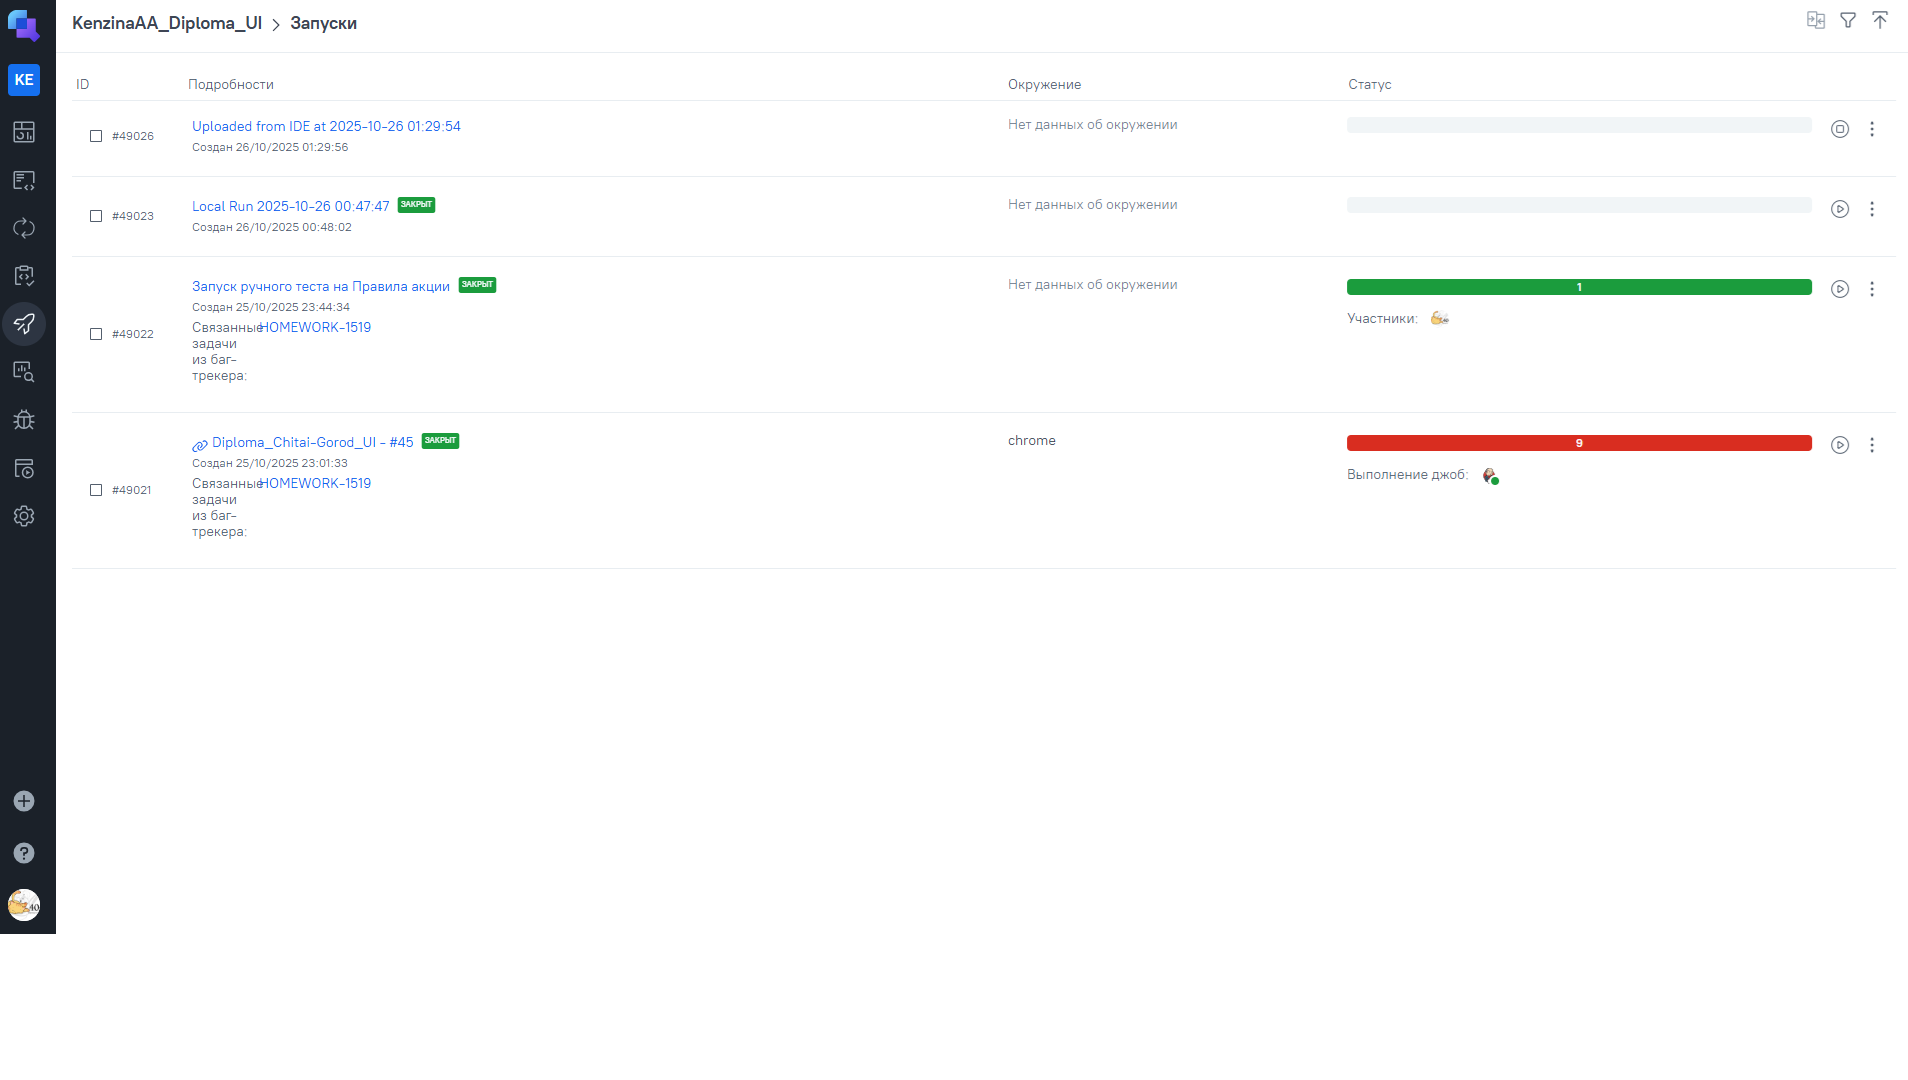 KenzinaAA_Diploma_UI > Запуски
KE
ID Подробности Окружение Статус
#49026 Uploaded from IDE at 2025-10-26 01:29:54 Нет данных об окружении
Создан 26/10/2025 01:29:56
#49023 Local Run 2025-10-26 00:47:47 ЗАКРЫТ Нет данных об окружении
Создан 26/10/2025 00:48:02
#49022 Запуск ручного теста на Правила акции ЗАКРЫТ Нет данных об окружении 1
Создан 25/10/2025 23:44:34
Участники:
Связанные HOMEWORK-1519
задачи
из баг-
трекера:
#49021 Diploma_Chitai-Gorod_UI - #45 ЗАКРЫТ chrome 9
Создан 25/10/2025 23:01:33
Выполнение джоб:
Связанные HOMEWORK-1519
задачи
из баг-
трекера:
40